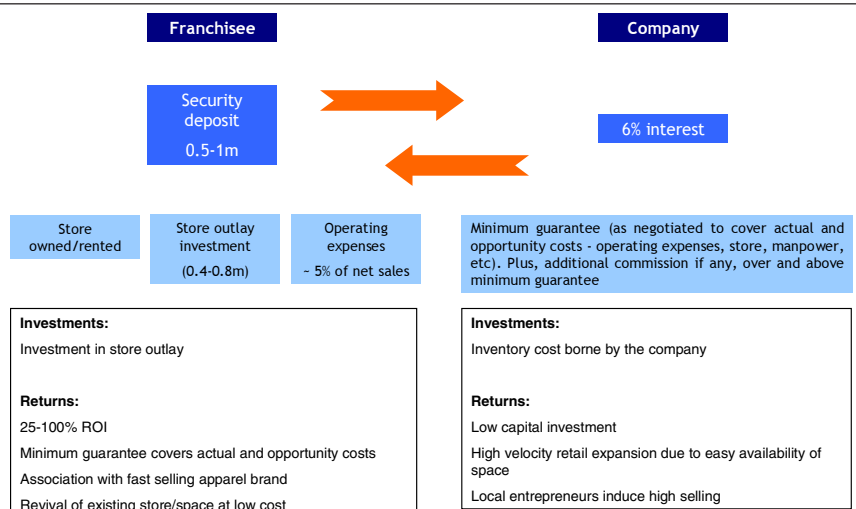 Franchisee
Company
Security
deposit
0.5-1m
6% interest
Store
owned/rented
Store outlay
investment
(0.4-0.8m)
Operating
expenses
~ 5% of net sales
Minimum guarantee (as negotiated to cover actual and
opportunity costs - operating expenses, store, manpower,
etc). Plus, additional commission if any, over and above
minimum guarantee
Investments:
Investment in store outlay
Returns:
25-100% ROI
Minimum guarantee covers actual and opportunity costs
Association with fast selling apparel brand
Revival of existing store/space at low cost
Investments:
Inventory cost borne by the company
Returns:
Low capital investment
High velocity retail expansion due to easy availability of
space
Local entrepreneurs induce high selling